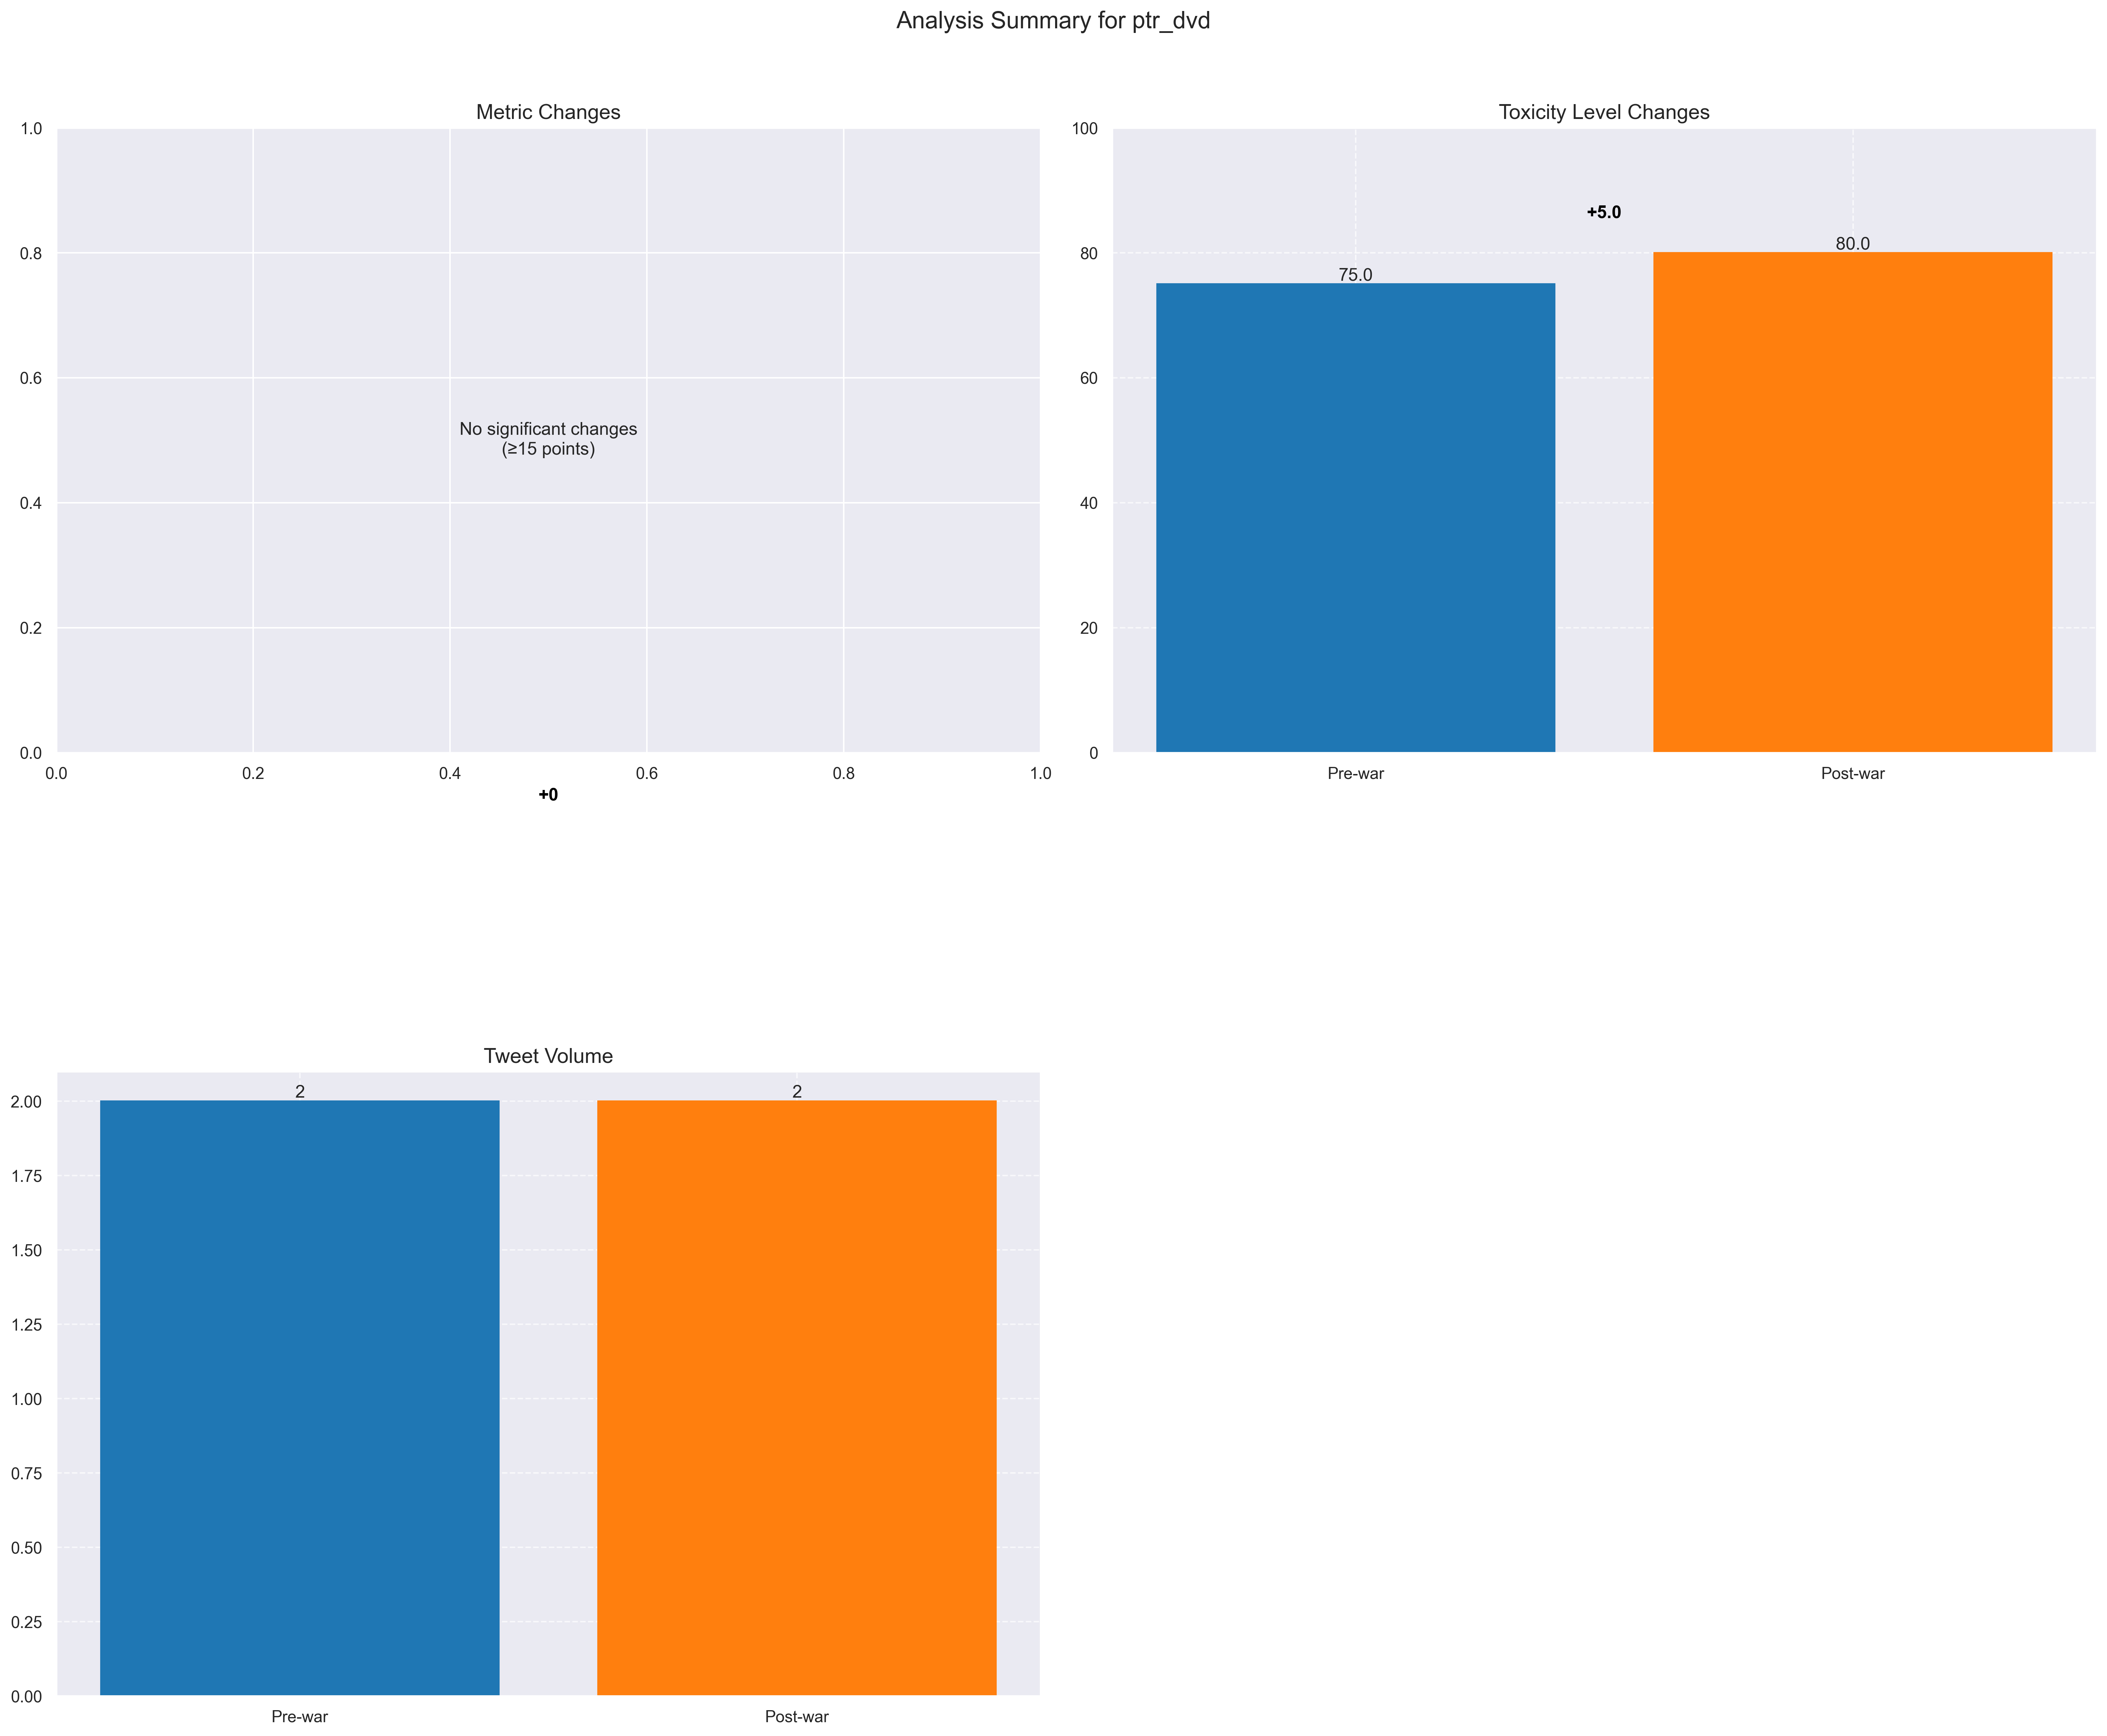 Analysis Summary for ptr_dvd
Metric Changes
1.0
0.8
0.6
0.4
0.2
0.0
No significant changes
(≥15 points)
0.0 0.2 0.4 0.6 0.8 1.0
+0
Toxicity Level Changes
100
80
60
40
20
0
+5.0
75.0
80.0
Pre-war Post-war
Tweet Volume
2 2
2.00
1.75
1.50
1.25
1.00
0.75
0.50
0.25
0.00
Pre-war Post-war